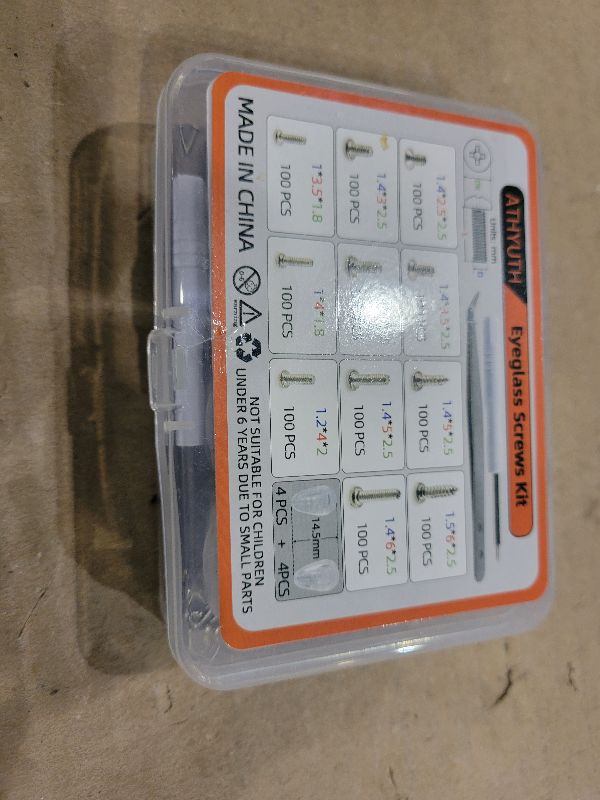 ATHYUTH Eyeglass Screws Kit
Units: mm
D
1.4*2.5*2.5
100 PCS
1.4*5*2.5
100 PCS
1.5*6*2.5
100 PCS
1.4*3*2.5
100 PCS
1.4*5*2.5
100 PCS
1.4*6*2.5
100 PCS
1*3.5*1.8
100 PCS
1*4*1.8
100 PCS
1.2*4*2
100 PCS
14.5mm
4 PCS + 4PCS
MADE IN CHINA
0-6
warning
NOT SUITABLE FOR CHILDREN
UNDER 6 YEARS DUE TO SMALL PARTS